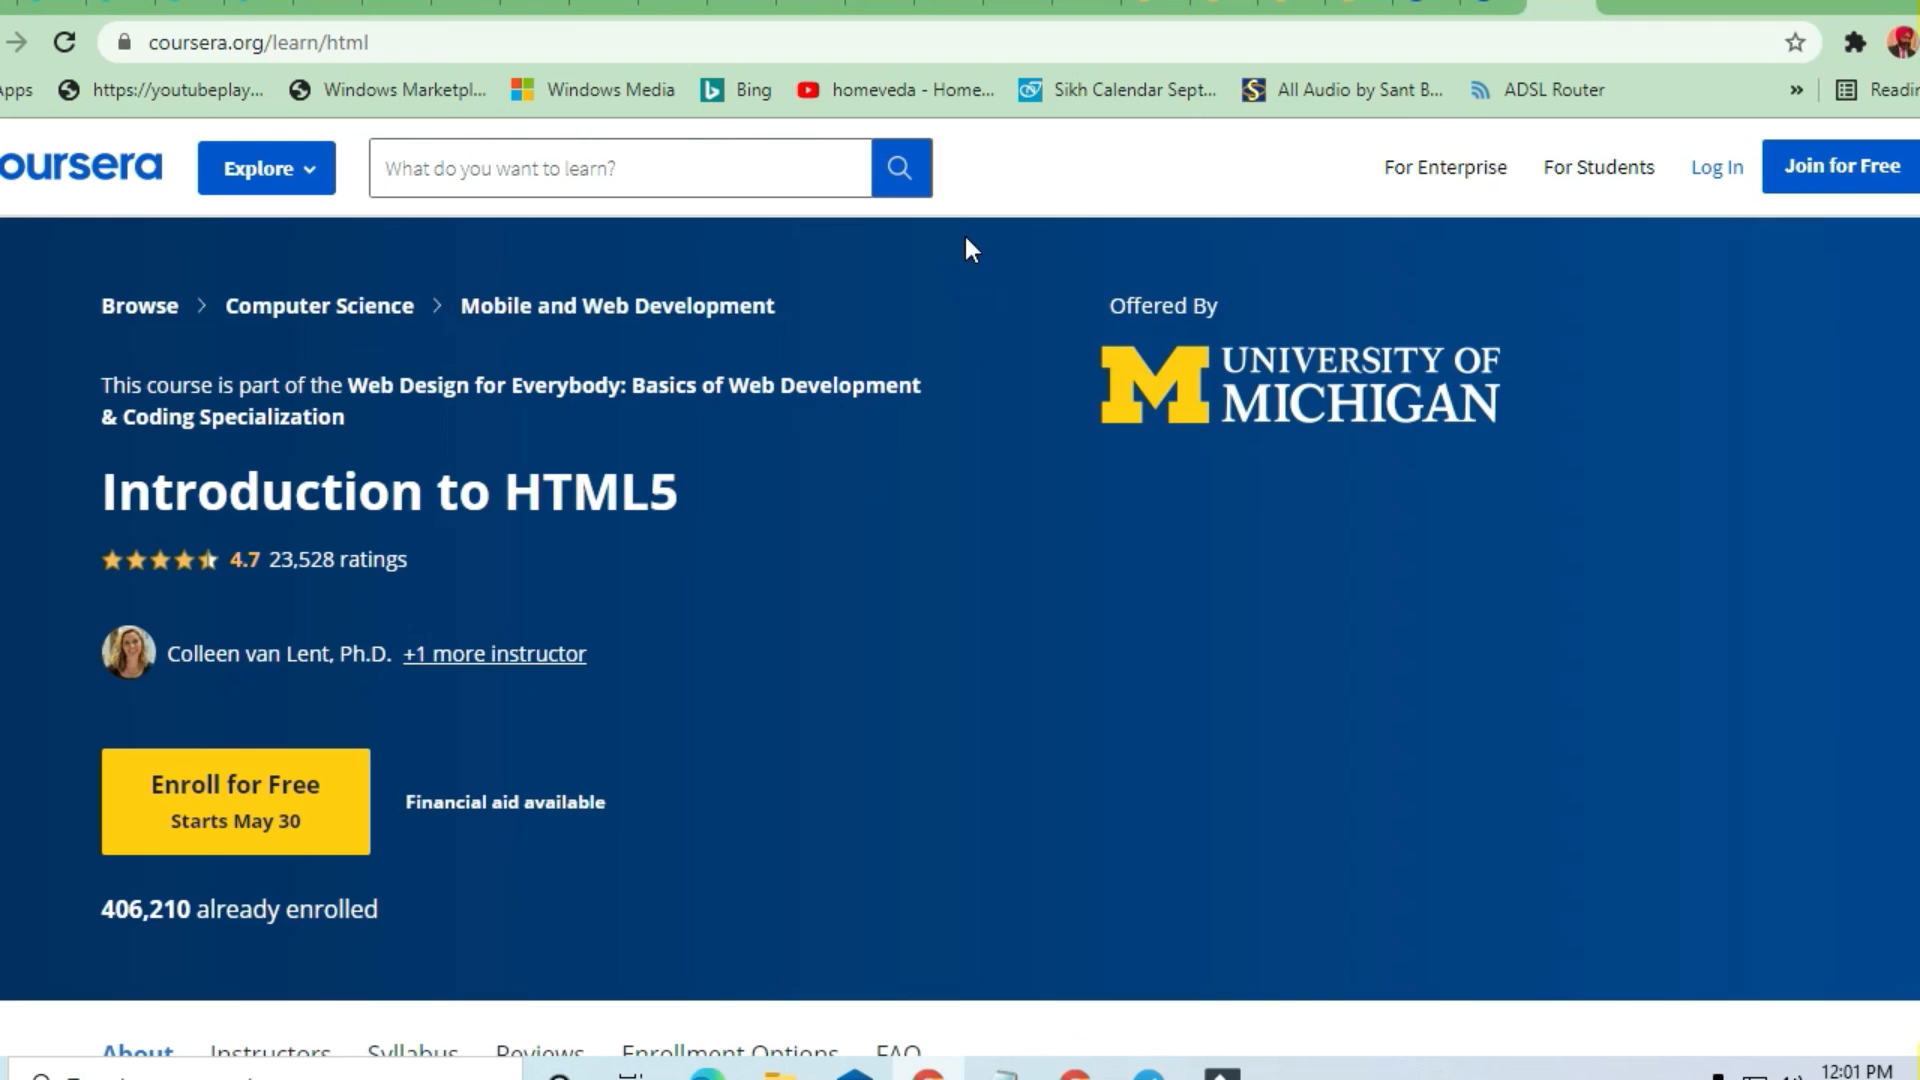 coursera.org/learn/html
https://youtubeplay... Windows Marketpl... Windows Media Bing homeveda - Home... Sikh Calendar Sept... All Audio by Sant B... ADSL Router »
oursera Explore What do you want to learn? For Enterprise For Students Log In Join for Free
Browse > Computer Science > Mobile and Web Development
Offered By
This course is part of the Web Design for Everybody: Basics of Web Development
& Coding Specialization
M UNIVERSITY OF
MICHIGAN
Introduction to HTML5
4.7 23,528 ratings
Colleen van Lent, Ph.D. +1 more instructor
Enroll for Free
Starts May 30
Financial aid available
406,210 already enrolled
About Instructors Syllabus Reviews Enrollment Options FAQ
12:01 PM